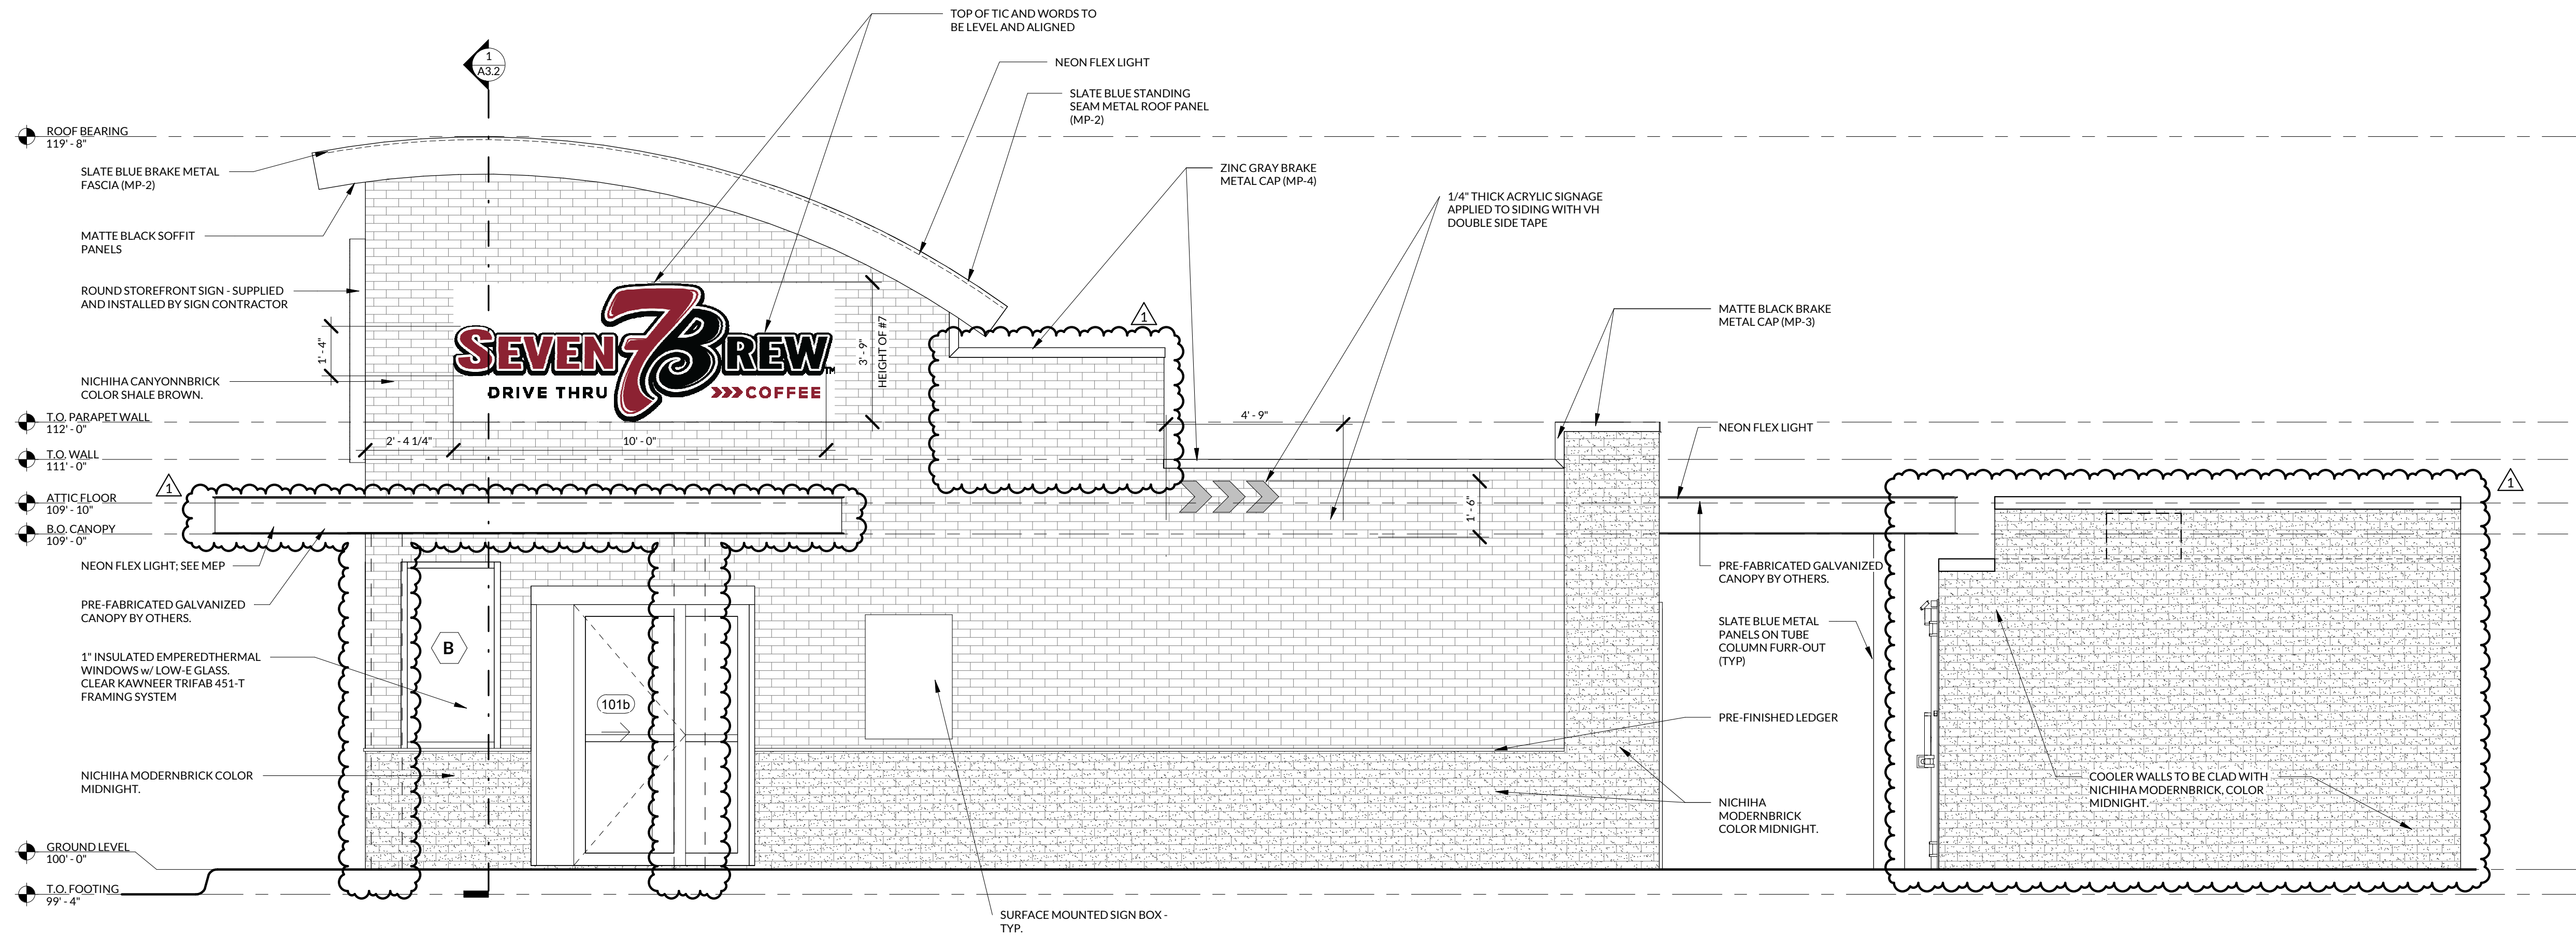 TOP OF TIC AND WORDS TO
BE LEVEL AND ALIGNED
1
A3.2
NEON FLEX LIGHT
SLATE BLUE STANDING
SEAM METAL ROOF PANEL
(MP-2)
ROOF BEARING
119' - 8"
SLATE BLUE BRAKE METAL
FASCIA (MP-2)
ZINC GRAY BRAKE
METAL CAP (MP-4)
1/4" THICK ACRYLIC SIGNAGE
APPLIED TO SIDING WITH VH
DOUBLE SIDE TAPE
MATTE BLACK SOFFIT
PANELS
ROUND STOREFRONT SIGN - SUPPLIED
AND INSTALLED BY SIGN CONTRACTOR
MATTE BLACK BRAKE
METAL CAP (MP-3)
1
1' - 4"
SEVEN 7 BREW TM
DRIVE THRU >>>COFFEE
3' - 9"
HEIGHT OF #7
NICHIHA CANYONNBRICK
COLOR SHALE BROWN.
T.O. PARAPET WALL
112' - 0"
2' - 4 1/4"
10' - 0"
4' - 9"
NEON FLEX LIGHT
T.O. WALL
111' - 0"
1
1
ATTIC FLOOR
109' - 10"
1' - 6"
B.O. CANOPY
109' - 0"
NEON FLEX LIGHT; SEE MEP
PRE-FABRICATED GALVANIZED
CANOPY BY OTHERS.
PRE-FABRICATED GALVANIZED
CANOPY BY OTHERS.
SLATE BLUE METAL
PANELS ON TUBE
COLUMN FURR-OUT
(TYP)
B
1" INSULATED EMPEREDTHERMAL
WINDOWS w/ LOW-E GLASS.
CLEAR KAWNEER TRIFAB 451-T
FRAMING SYSTEM
101b
PRE-FINISHED LEDGER
NICHIHA MODERNBRICK COLOR
MIDNIGHT.
COOLER WALLS TO BE CLAD WITH
NICHIHA MODERNBRICK, COLOR
MIDNIGHT.
NICHIHA
MODERNBRICK
COLOR MIDNIGHT.
GROUND LEVEL
100' - 0"
T.O. FOOTING
99' - 4"
SURFACE MOUNTED SIGN BOX -
TYP.